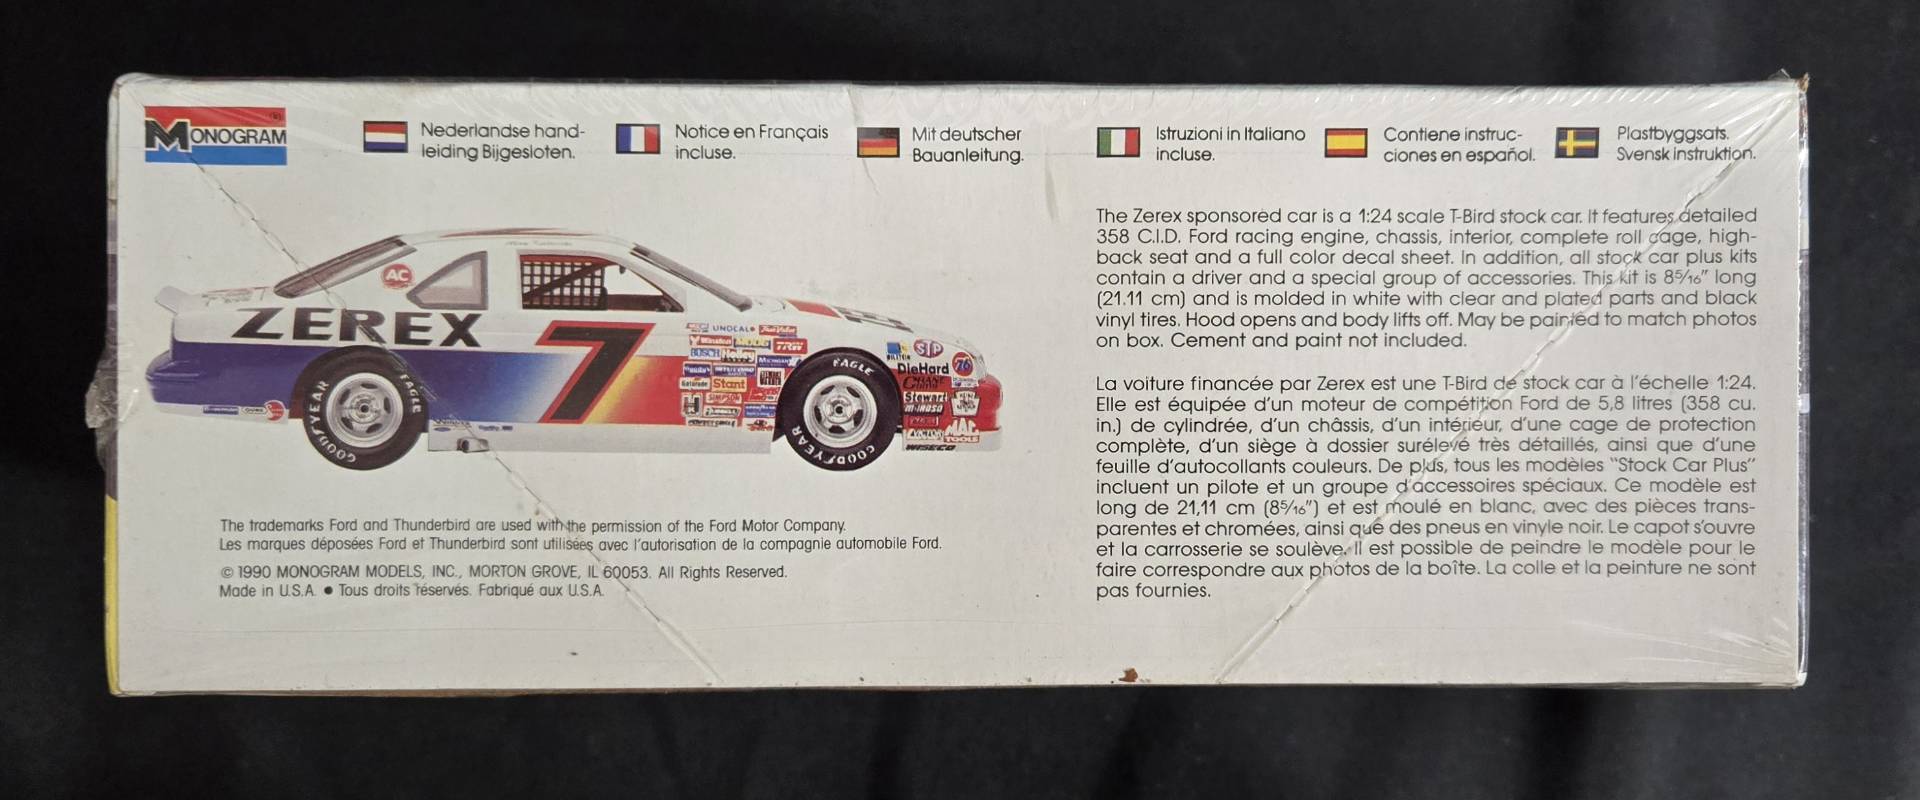 MONOGRAM
Nederlandse hand-
leiding Bijgesloten.
Notice en Français
incluse.
Mit deutscher
Bauanleitung.
Istruzioni in Italiano
incluse.
Contiene instruc-
ciones en español.
Plastbyggsats.
Svensk instruktion.
AC
ZEREX
7
UNOCAL
True Value
Winston
MOOG
TRW
BUSCH
Holley
Gatorade
Stant
SIMPSON
BILSTEIN
STP
76
DieHard
CRANE
Stewart
MAC
TOOLS
WISECO
GOODYEAR
EAGLE
EAGLE
GOODYEAR
The Zerex sponsored car is a 1:24 scale T-Bird stock car. It features detailed
358 C.I.D. Ford racing engine, chassis, interior, complete roll cage, high-
back seat and a full color decal sheet. In addition, all stock car plus kits
contain a driver and a special group of accessories. This kit is 8⁵⁄₁₆" long
(21.11 cm) and is molded in white with clear and plated parts and black
vinyl tires. Hood opens and body lifts off. May be painted to match photos
on box. Cement and paint not included.
La voiture financée par Zerex est une T-Bird de stock car à l'échelle 1:24.
Elle est équipée d'un moteur de compétition Ford de 5,8 litres (358 cu.
in.) de cylindrée, d'un châssis, d'un intérieur, d'une cage de protection
complète, d'un siège à dossier surélevé très détaillés, ainsi que d'une
feuille d'autocollants couleurs. De plus, tous les modèles "Stock Car Plus"
incluent un pilote et un groupe d'accessoires spéciaux. Ce modèle est
long de 21,11 cm (8⁵⁄₁₆") et est moulé en blanc, avec des pièces trans-
parentes et chromées, ainsi que des pneus en vinyle noir. Le capot s'ouvre
et la carrosserie se soulève. Il est possible de peindre le modèle pour le
faire correspondre aux photos de la boîte. La colle et la peinture ne sont
pas fournies.
The trademarks Ford and Thunderbird are used with the permission of the Ford Motor Company.
Les marques déposées Ford et Thunderbird sont utilisées avec l'autorisation de la compagnie automobile Ford.
© 1990 MONOGRAM MODELS, INC., MORTON GROVE, IL 60053. All Rights Reserved.
Made in U.S.A. ● Tous droits réservés. Fabriqué aux U.S.A.